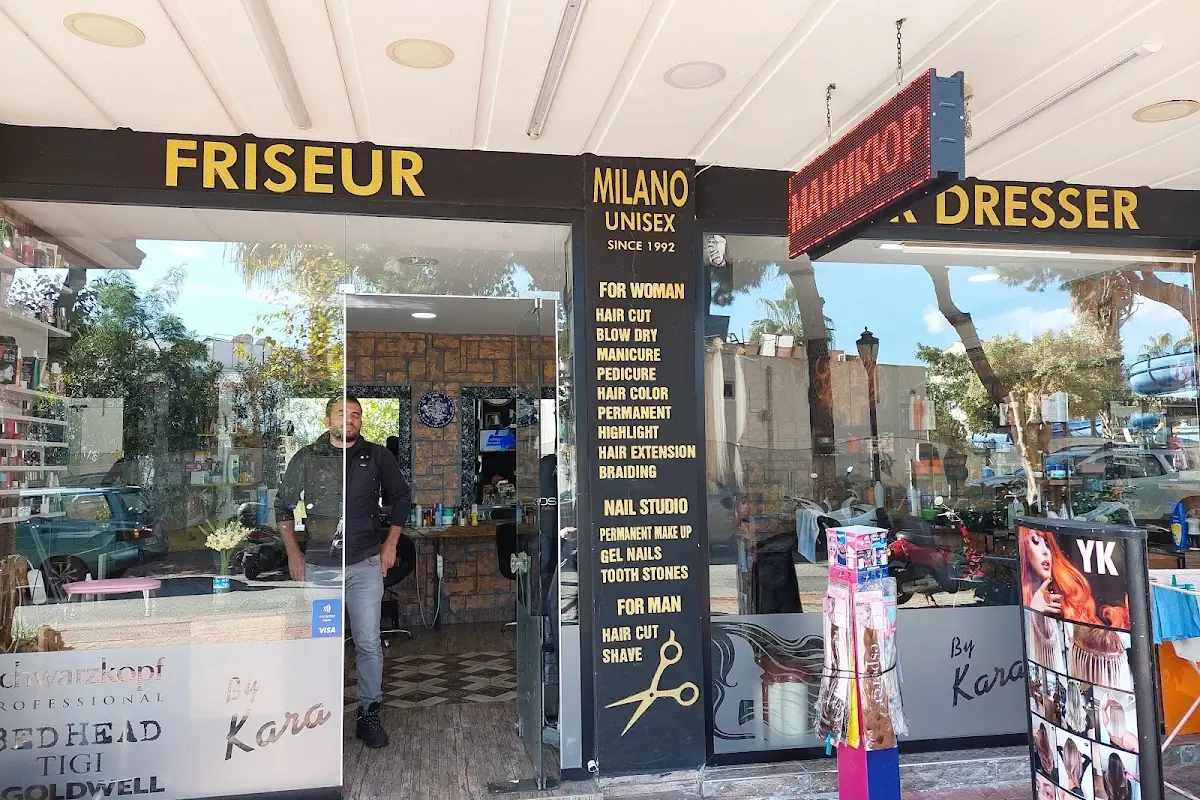 FRISEUR
MILANO
UNISEX
SINCE 1992
FOR WOMAN
HAIR CUT
BLOW DRY
MANICURE
PEDICURE
HAIR COLOR
PERMANENT
HIGHLIGHT
HAIR EXTENSION
BRAIDING
NAIL STUDIO
PERMANENT MAKE UP
GEL NAILS
TOOTH STONES
FOR MAN
HAIR CUT
SHAVE
МАНИКЮР
DRESSER
VISA
chwarzkopf
PROFESSIONAL
BEDHEAD
TIGI
GOLDWELL
By
Kara
By
Kara
YK